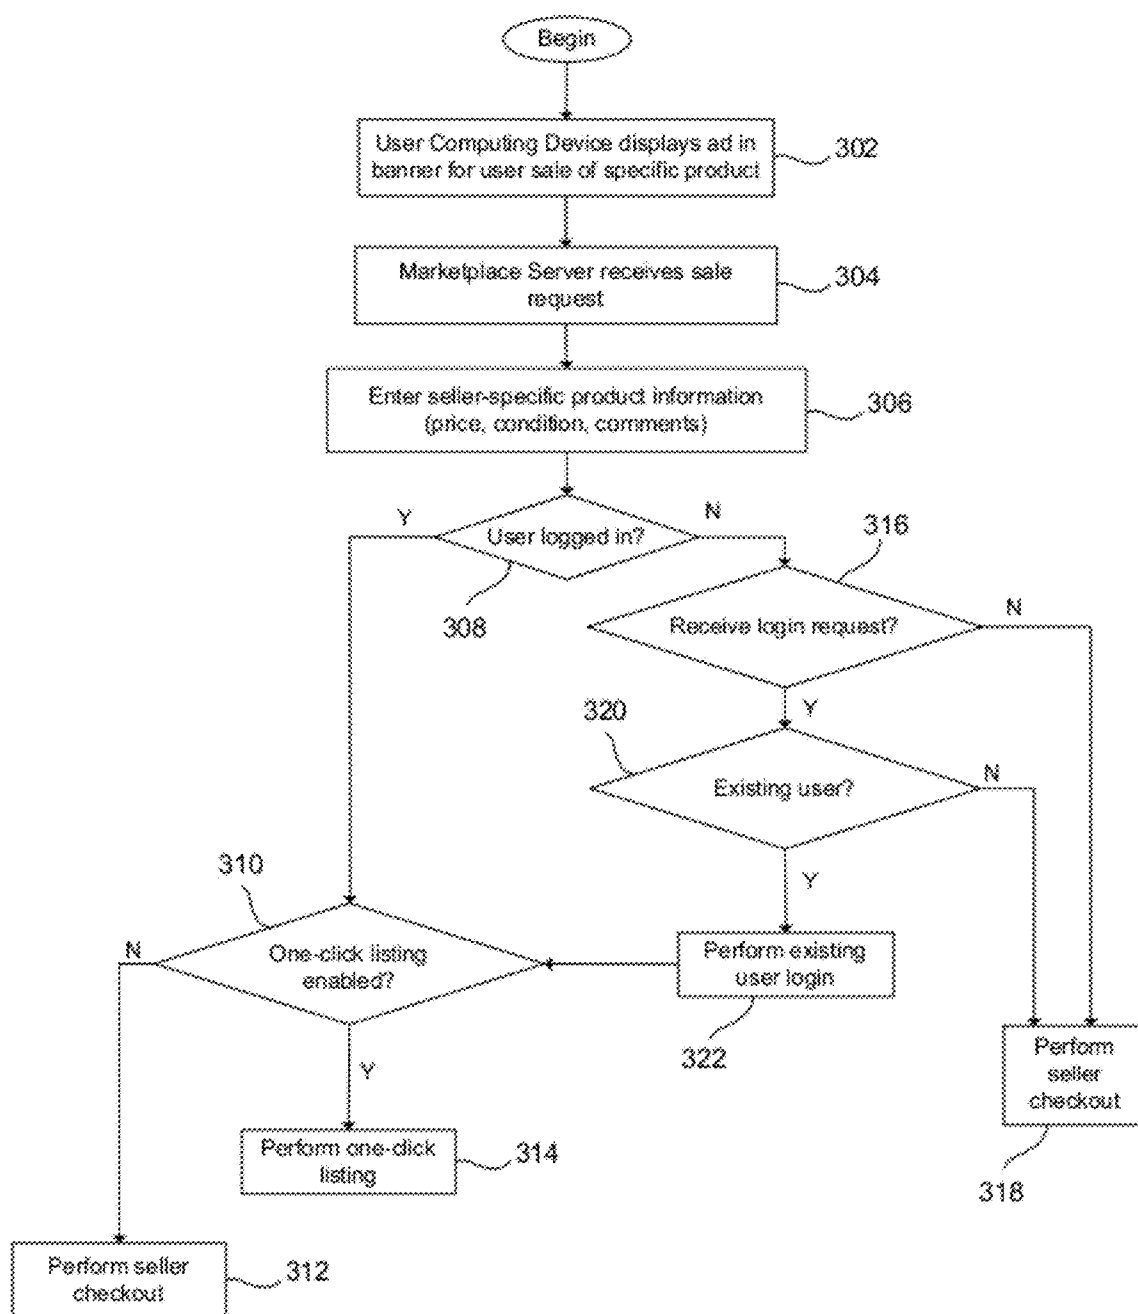 Begin
User Computing Device displays ad in
banner for user sale of specific product
302
Marketplace Server receives sale
request
304
Enter seller-specific product information
(price, condition, comments)
306
Y
User logged in?
N
308
316
Receive login request?
N
Y
320
Existing user?
N
Y
310
N
One-click listing
enabled?
Perform existing
user login
322
Y
Perform
seller
checkout
318
Perform one-click
listing
314
Perform seller
checkout
312